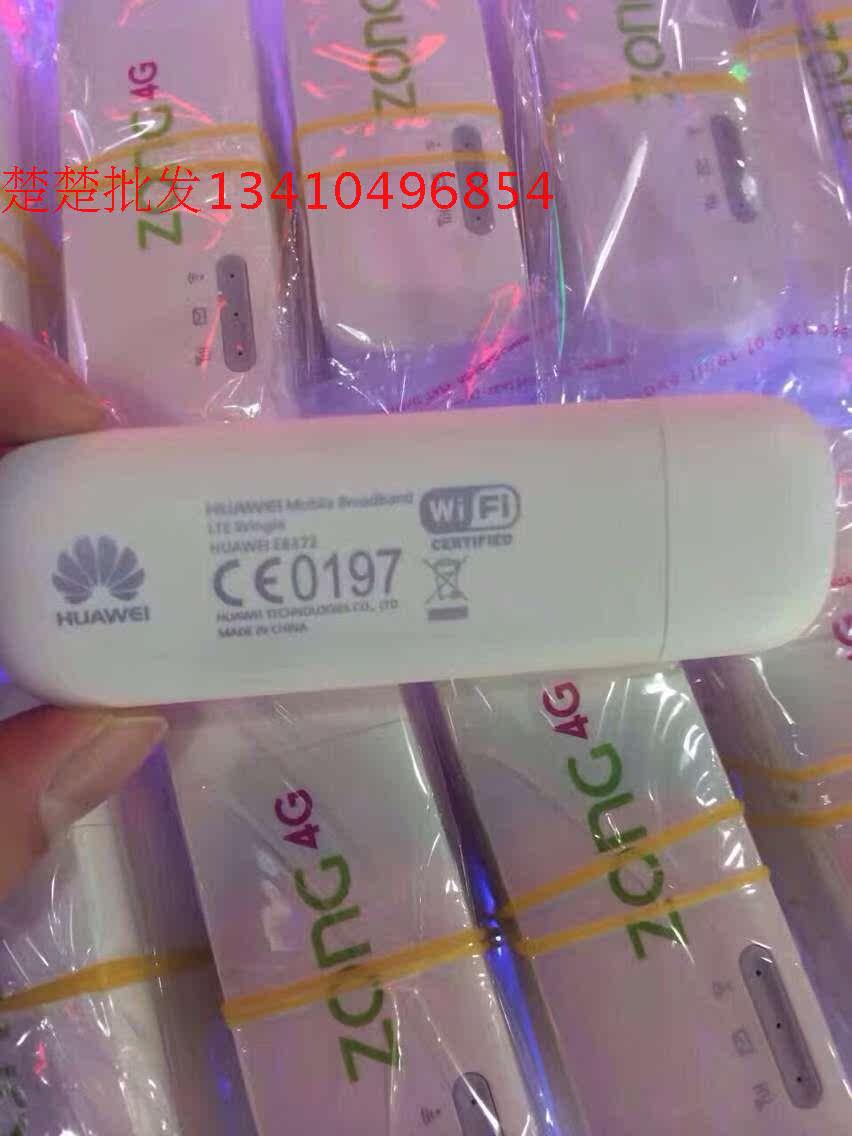 ZONG 4G
ZONG
ZONG
楚楚批发13410496854
HUAWEI Mobile Broadband
LTE Wingle
HUAWEI E8372
WiFi
CERTIFIED
CE0197
HUAWEI TECHNOLOGIES CO., LTD
MADE IN CHINA
HUAWEI
ZONG 4G
ZONG 4G